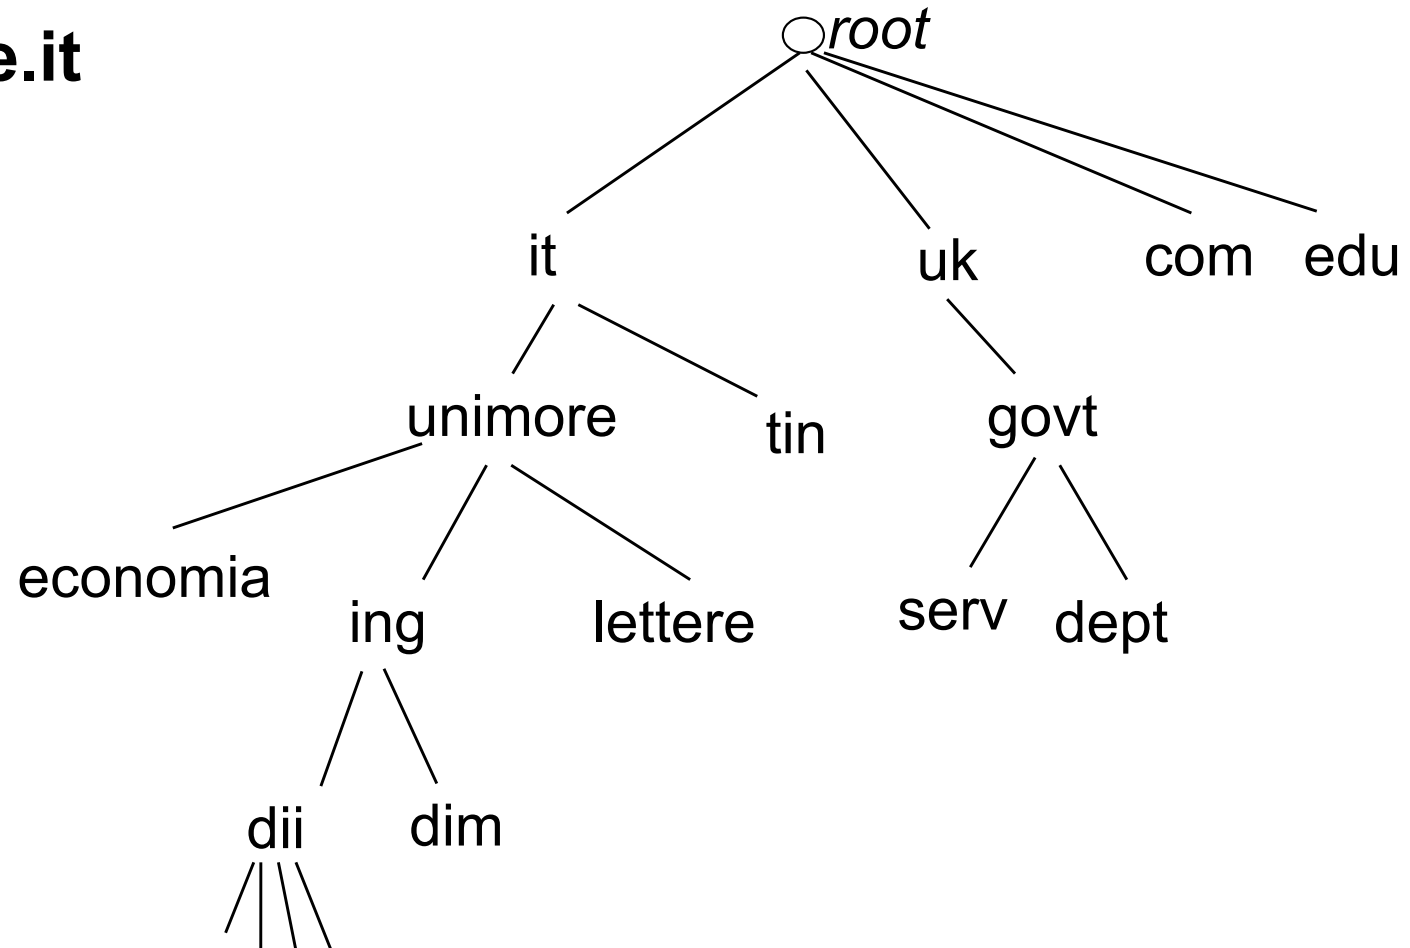 root
e.it
it
uk
com
edu
unimore
tin
govt
economia
ing
lettere
serv
dept
dii
dim